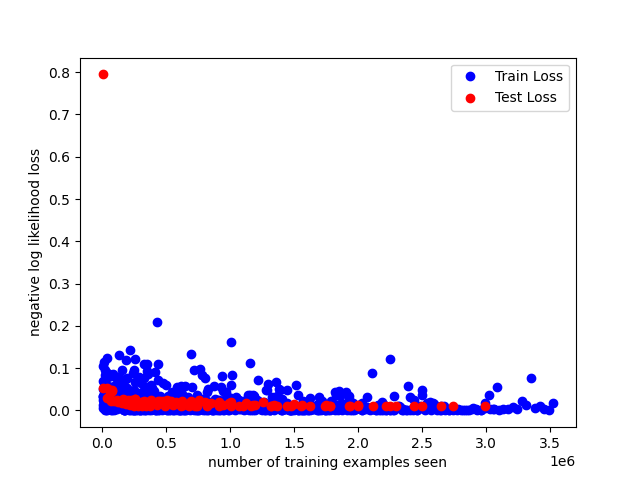 Train Loss
Test Loss
negative log likelihood loss
0.8
0.7
0.6
0.5
0.4
0.3
0.2
0.1
0.0
0.0 0.5 1.0 1.5 2.0 2.5 3.0 3.5
number of training examples seen
1e6